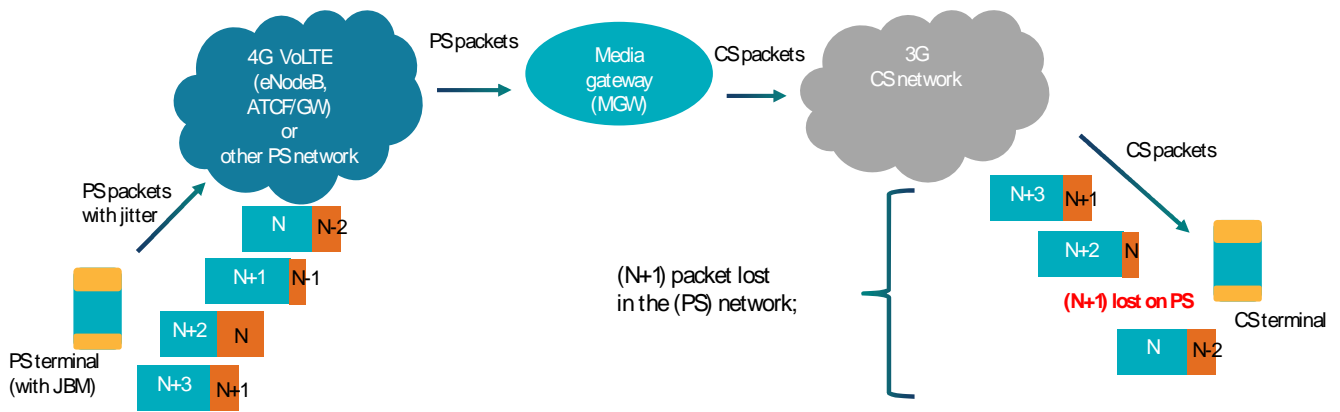 4G VoLTE
(eNodeB,
ATCF/GW)
or
other PS network
PS packets
Media
gateway
(MGW)
CS packets
3G
CS network
CS packets
PS packets
with jitter
N
N-2
N+1
N-1
N+2
N
N+3
N+1
PS terminal
(with JBM)
(N+1) packet lost
in the (PS) network;
N+3
N+1
N+2
N
(N+1) lost on PS
N
N-2
CS terminal